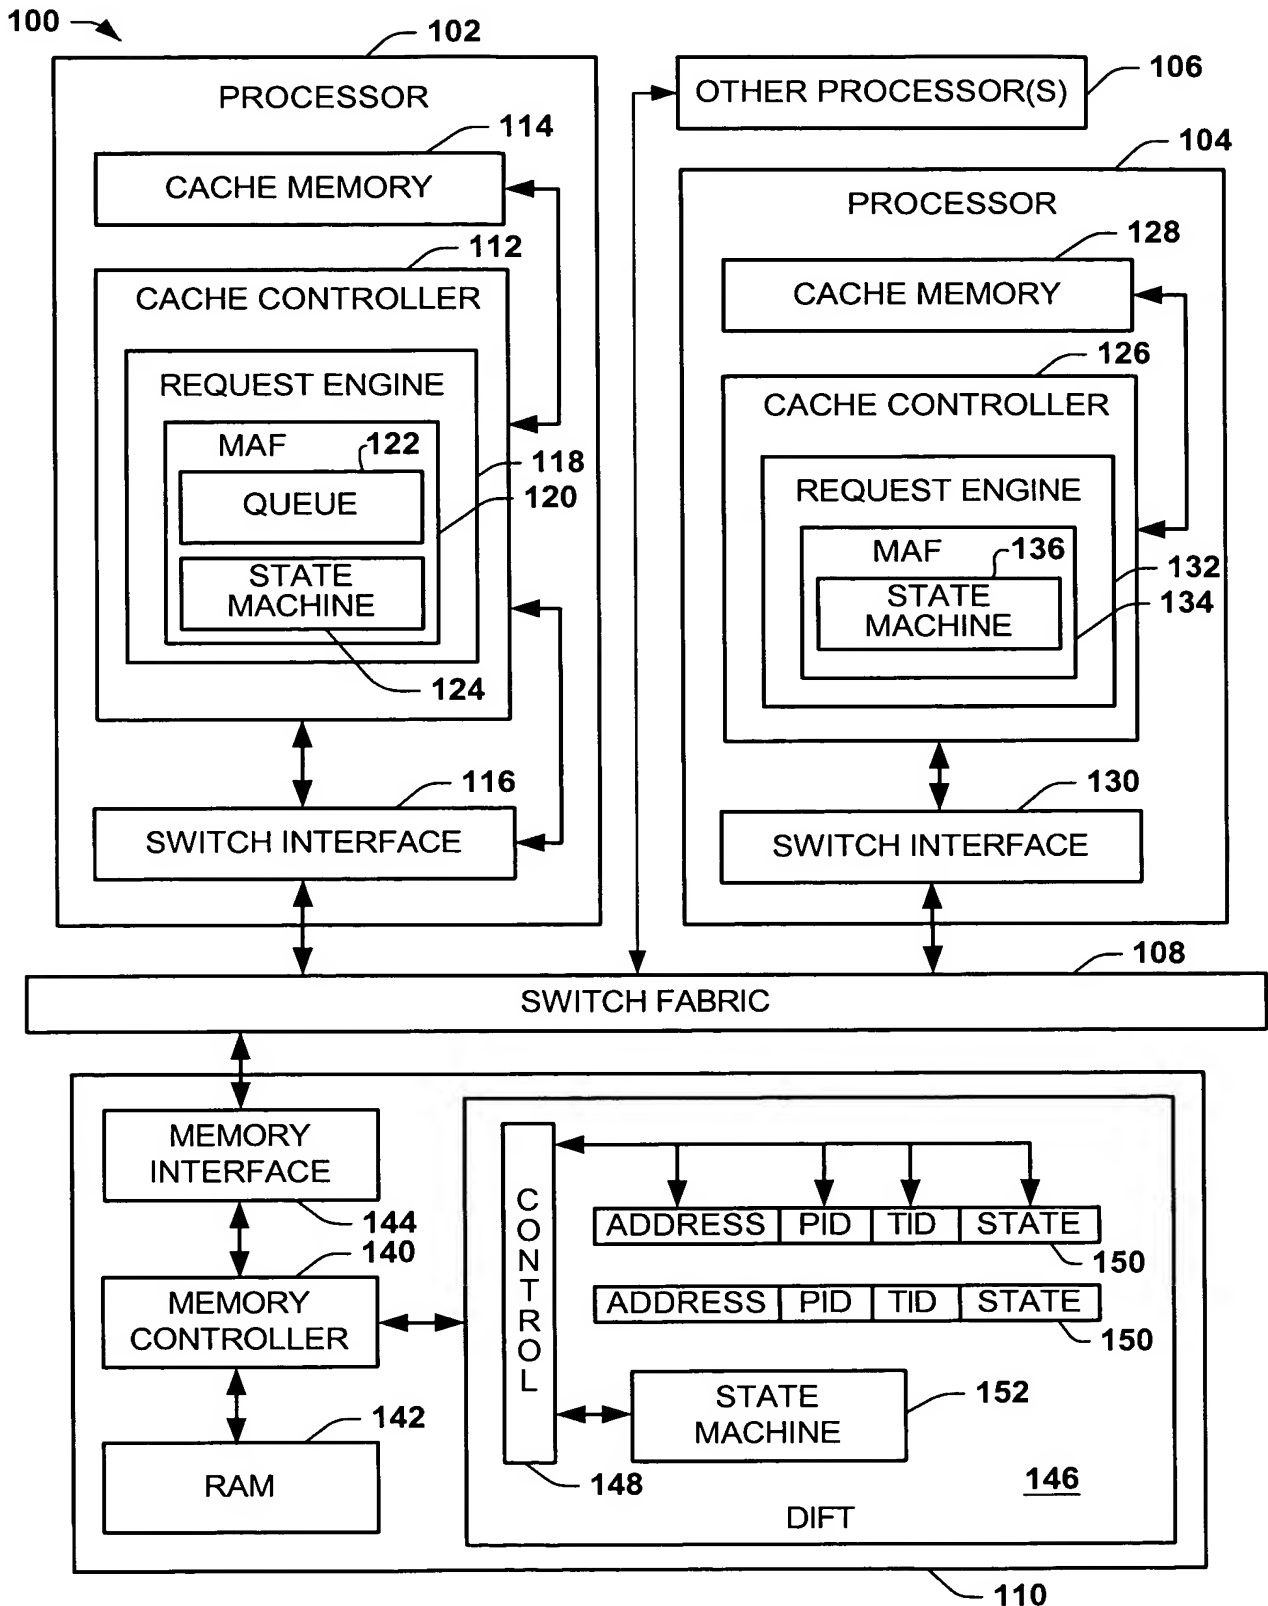 100
102
PROCESSOR
114
CACHE MEMORY
112
CACHE CONTROLLER
REQUEST ENGINE
MAF
122
118
QUEUE
120
STATE
MACHINE
124
116
SWITCH INTERFACE
OTHER PROCESSOR(S)
106
104
PROCESSOR
128
CACHE MEMORY
126
CACHE CONTROLLER
REQUEST ENGINE
MAF
136
132
STATE
MACHINE
134
130
SWITCH INTERFACE
108
SWITCH FABRIC
MEMORY
INTERFACE
144
140
MEMORY
CONTROLLER
142
RAM
CONTROL
148
ADDRESS PID TID STATE
150
ADDRESS PID TID STATE
150
STATE
MACHINE
152
146
DIFT
110